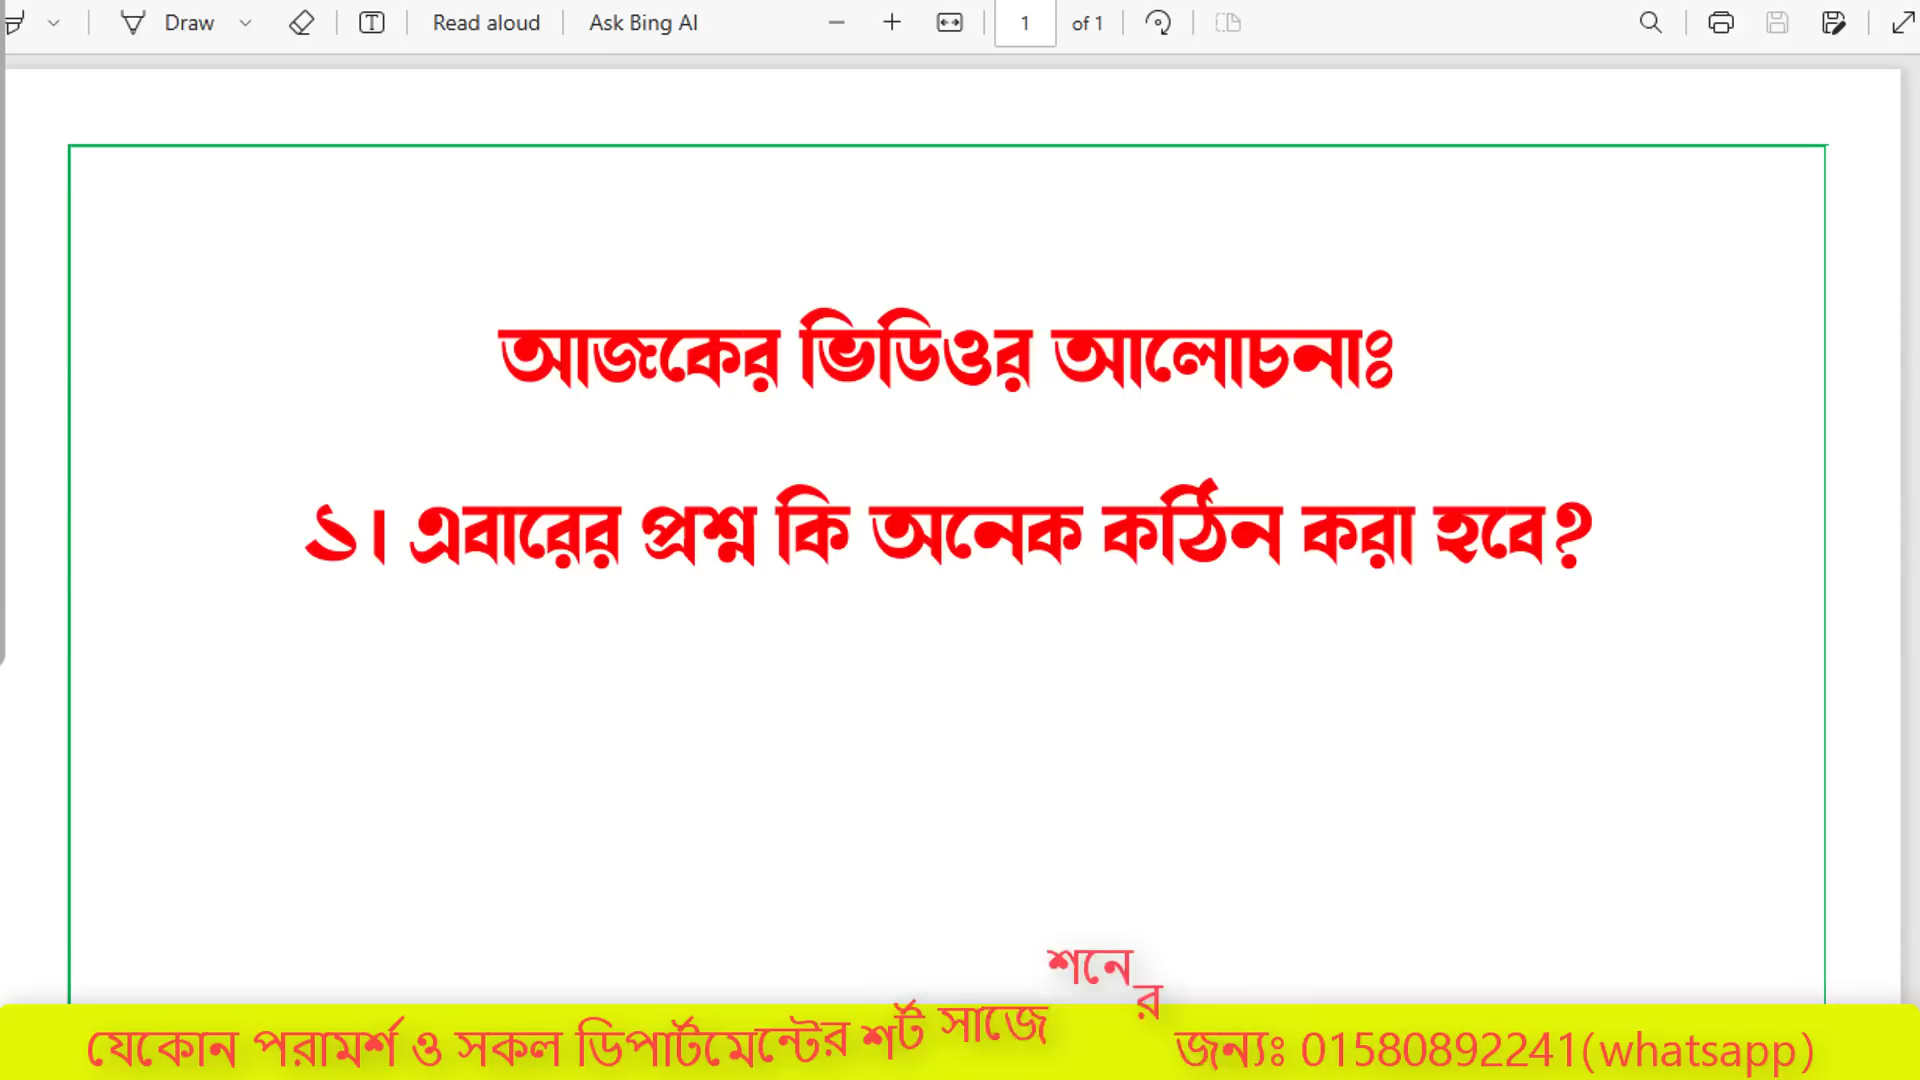 Draw Read aloud Ask Bing AI 1 of 1
আজকের ভিডিওর আলোচনাঃ
১। এবারের প্রশ্ন কি অনেক কঠিন করা হবে?
যেকোন পরামর্শ ও সকল ডিপার্টমেন্টের শর্ট সাজেশনের জন্যঃ 01580892241(whatsapp)